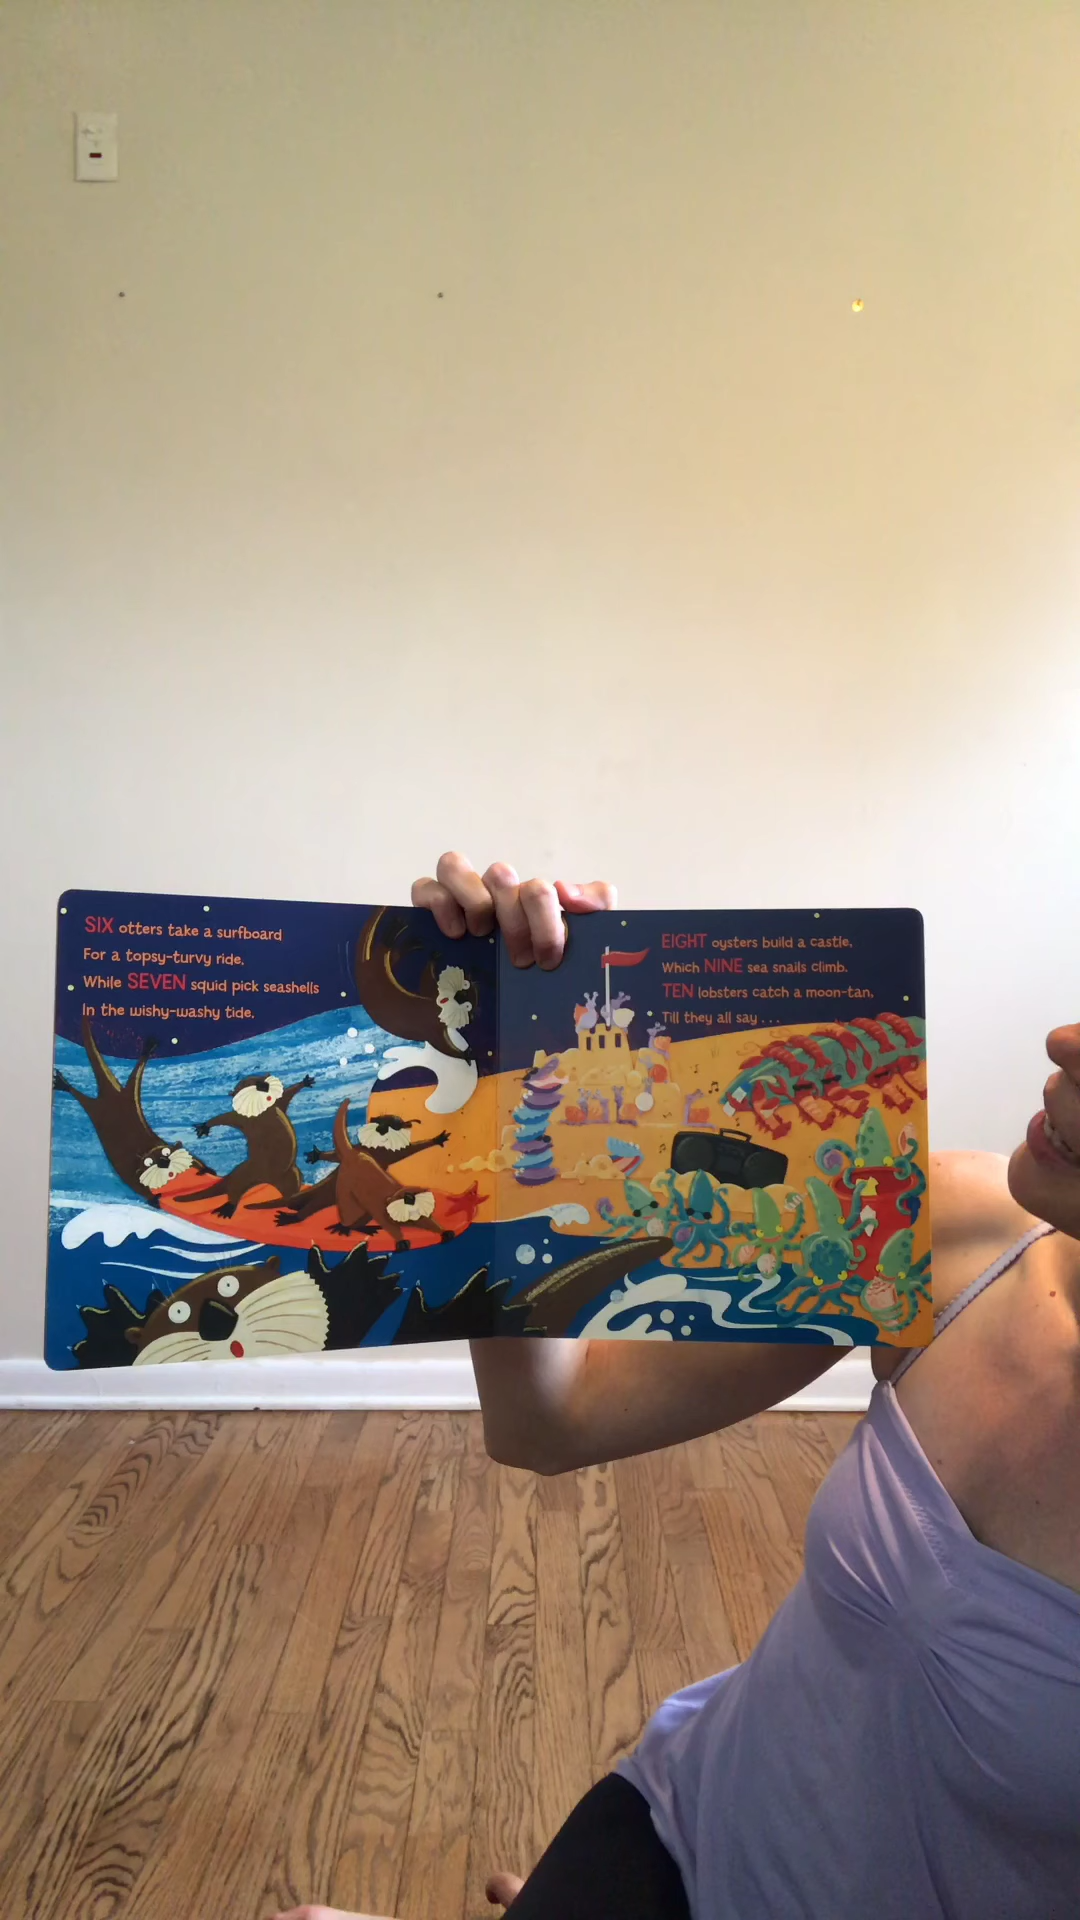 SIX otters take a surfboard
For a topsy-turvy ride,
While SEVEN squid pick seashells
In the wishy-washy tide.
EIGHT oysters build a castle,
Which NINE sea snails climb.
TEN lobsters catch a moon-tan,
Till they all say . . .